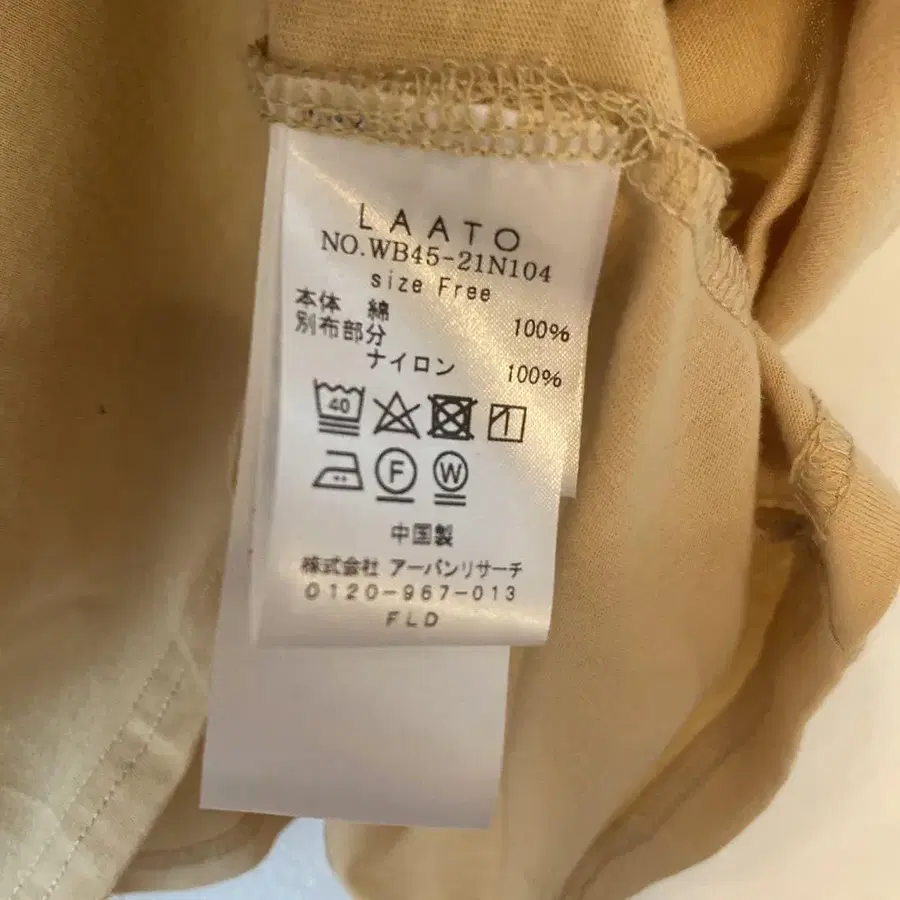 LAATO
NO.WB45-21N104
size Free
本体 綿 100%
別布部分
ナイロン 100%
40
F W
中国製
株式会社 アーバンリサーチ
0120-967-013
FLD